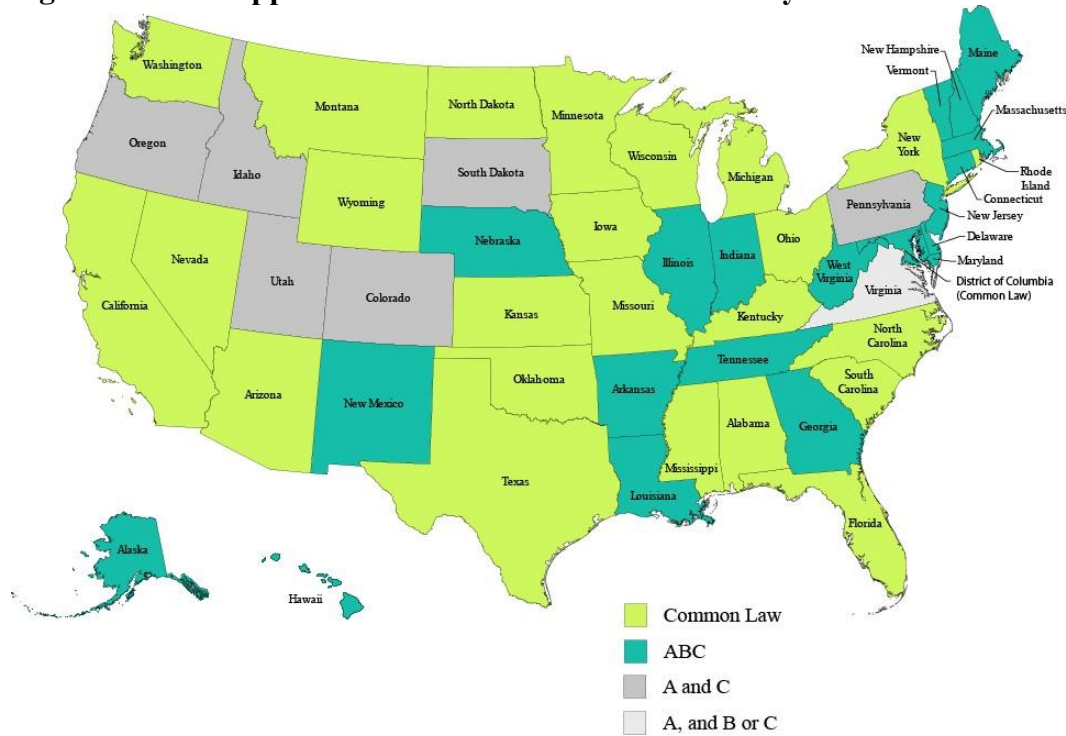 Maine
New Hampshire
Vermont
Washington
Montana
North Dakota
Minnesota
Massachusetts
Oregon
Idaho
South Dakota
Wisconsin
Michigan
New
York
Rhode
Island
Connecticut
Wyoming
Pennsylvania
New Jersey
Iowa
Ohio
Delaware
Nebraska
Illinois
Indiana
West
Virginia
Maryland
District of Columbia
(Common Law)
Nevada
Utah
Colorado
Virginia
California
Kansas
Missouri
Kentucky
North
Carolina
Tennessee
Oklahoma
Arkansas
South
Carolina
Arizona
New Mexico
Alabama
Georgia
Mississippi
Texas
Louisiana
Florida
Alaska
Hawaii
Common Law
ABC
A and C
A, and B or C